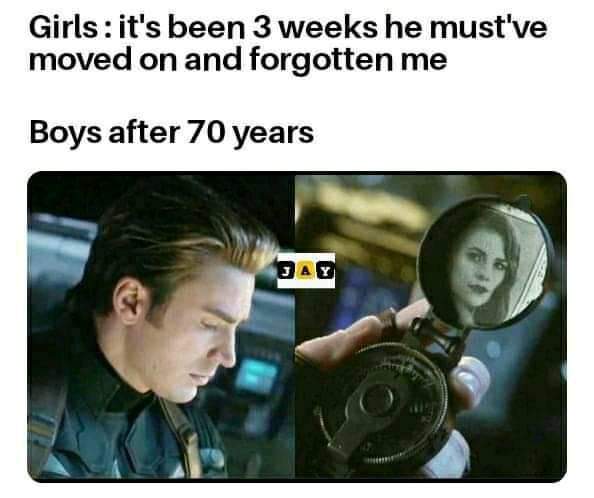 Girls : it's been 3 weeks he must've
moved on and forgotten me
Boys after 70 years
JAY